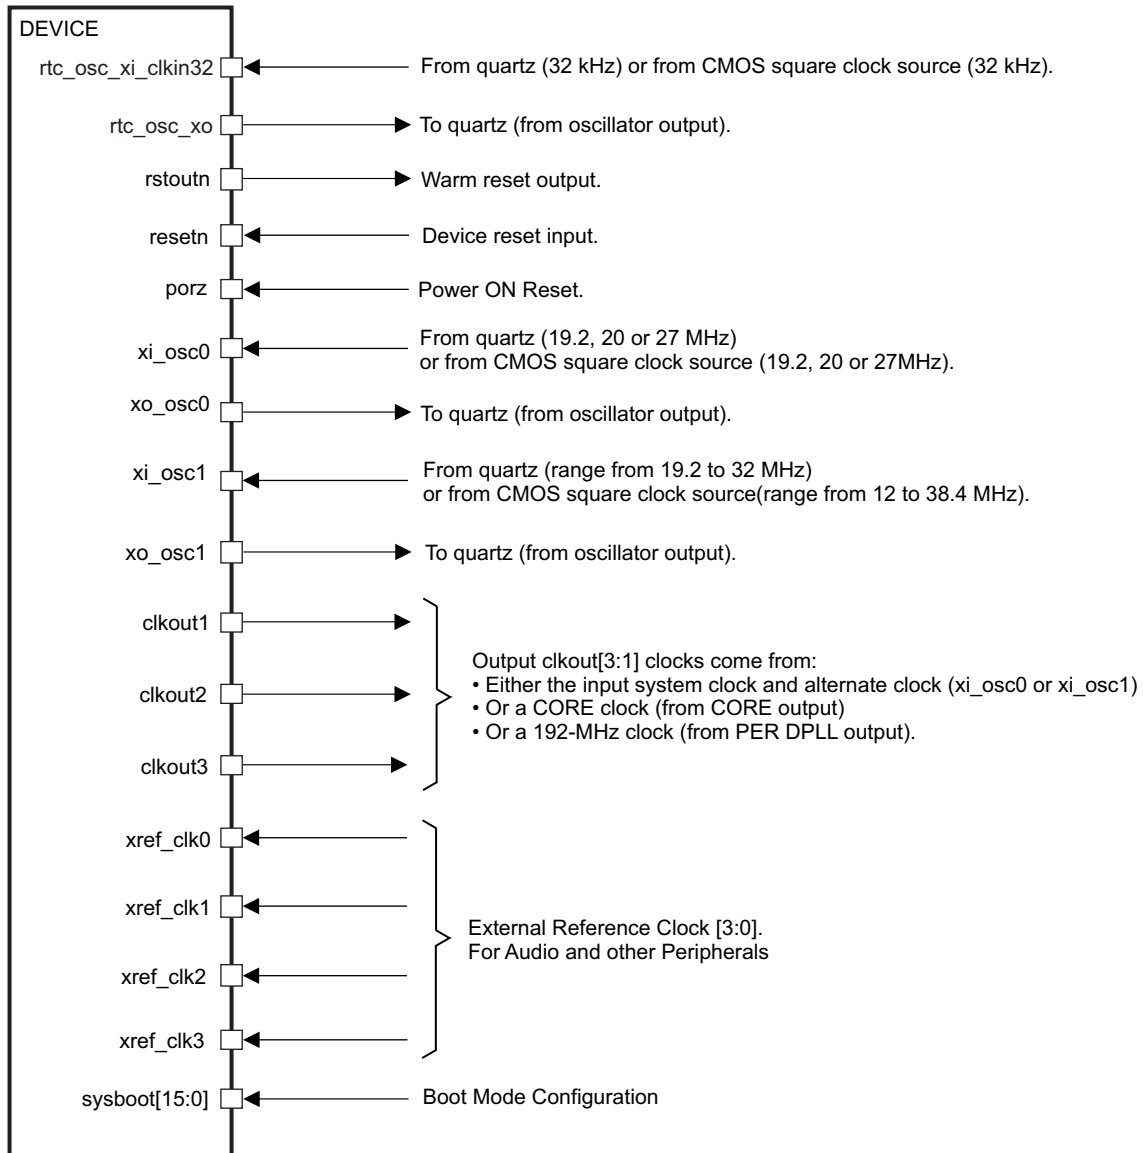 DEVICE
rtc_osc_xi_clkin32 From quartz (32 kHz) or from CMOS square clock source (32 kHz).
rtc_osc_xo To quartz (from oscillator output).
rstoutn Warm reset output.
resetn Device reset input.
porz Power ON Reset.
xi_osc0 From quartz (19.2, 20 or 27 MHz)
or from CMOS square clock source (19.2, 20 or 27MHz).
xo_osc0 To quartz (from oscillator output).
xi_osc1 From quartz (range from 19.2 to 32 MHz)
or from CMOS square clock source(range from 12 to 38.4 MHz).
xo_osc1 To quartz (from oscillator output).
clkout1
clkout2
clkout3
Output clkout[3:1] clocks come from:
• Either the input system clock and alternate clock (xi_osc0 or xi_osc1)
• Or a CORE clock (from CORE output)
• Or a 192-MHz clock (from PER DPLL output).
xref_clk0
xref_clk1
xref_clk2
xref_clk3
External Reference Clock [3:0].
For Audio and other Peripherals
sysboot[15:0] Boot Mode Configuration